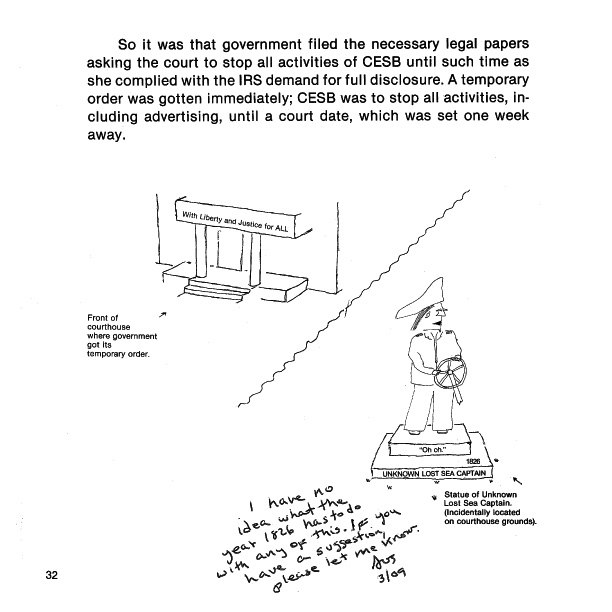 So it was that government filed the necessary legal papers
asking the court to stop all activities of CESB until such time as
she complied with the IRS demand for full disclosure. A temporary
order was gotten immediately; CESB was to stop all activities, in-
cluding advertising, until a court date, which was set one week
away.
With Liberty and Justice for ALL
Front of
courthouse
where government
got its
temporary order.
"Oh oh."
1826
UNKNOWN LOST SEA CAPTAIN
Statue of Unknown
Lost Sea Captain.
(Incidentally located
on courthouse grounds).
I have no
idea what the
year 1826 has to do
with any of this. If you
have a suggestion,
please let me know.
3/09
32